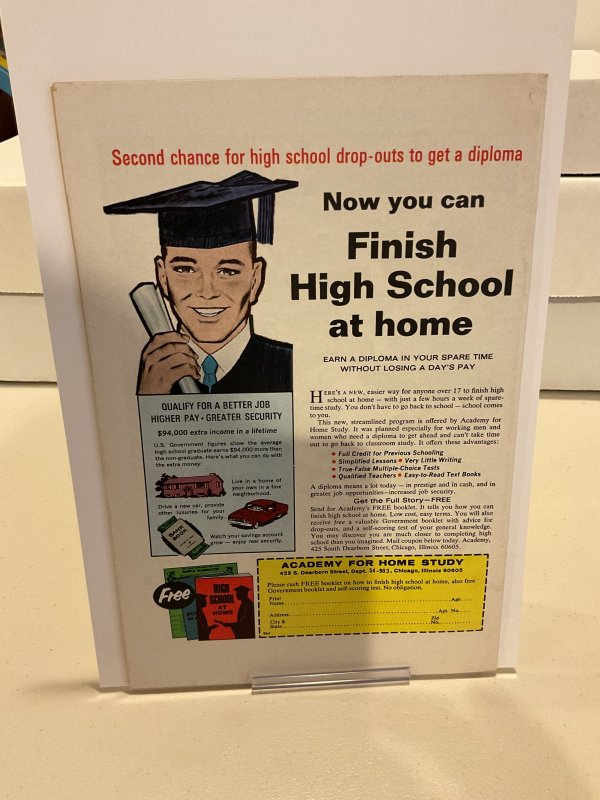 Second chance for high school drop-outs to get a diploma
Now you can
Finish
High School
at home
EARN A DIPLOMA IN YOUR SPARE TIME
WITHOUT LOSING A DAY'S PAY
QUALIFY FOR A BETTER JOB
HIGHER PAY • GREATER SECURITY
$94,000 extra income in a lifetime
U.S. Government figures show the average
high school graduate earns $94,000 more than
the non-graduate. Here's what you can do with
the extra money:
Live in a home of
your own in a fine
neighborhood.
Drive a new car, provide
other luxuries for your
family.
BANK
BOOK
Watch your savings account
grow — enjoy real security.
HERE'S A NEW, easier way for anyone over 17 to finish high
school at home — with just a few hours a week of spare-
time study. You don't have to go back to school — school comes
to you.
This new, streamlined program is offered by Academy for
Home Study. It was planned especially for working men and
women who need a diploma to get ahead and can't take time
out to go back to classroom study. It offers these advantages:
• Full Credit for Previous Schooling
• Simplified Lessons • Very Little Writing
• True-False Multiple-Choice Tests
• Qualified Teachers • Easy-to-Read Text Books
A diploma means a lot today — in prestige and in cash, and in
greater job opportunities—increased job security.
Get the Full Story—FREE
Send for Academy's FREE booklet. It tells you how you can
finish high school at home. Low cost, easy terms. You will also
receive free a valuable Government booklet with advice for
drop-outs, and a self-scoring test of your general knowledge.
You may discover you are much closer to completing high
school than you imagined. Mail coupon below today. Academy,
425 South Dearborn Street, Chicago, Illinois 60605.
Free
HIGH
SCHOOL
AT
HOME
ACADEMY FOR HOME STUDY
425 S. Dearborn Street, Dept. 54-903, Chicago, Illinois 60605
Please rush FREE booklet on how to finish high school at home, also free
Government booklet and self-scoring test. No obligation.
Print
Name Age
Address Apt. No.
City & Zip
State No.